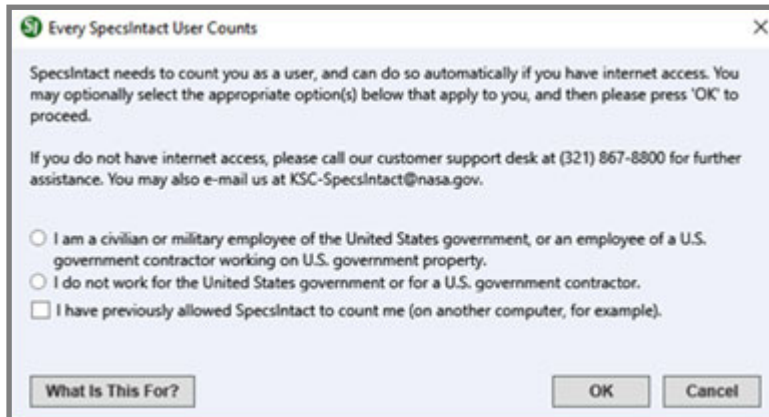 SI Every SpecsIntact User Counts
SpecsIntact needs to count you as a user, and can do so automatically if you have internet access. You
may optionally select the appropriate option(s) below that apply to you, and then please press 'OK' to
proceed.
If you do not have internet access, please call our customer support desk at (321) 867-8800 for further
assistance. You may also e-mail us at KSC-SpecsIntact@nasa.gov.
I am a civilian or military employee of the United States government, or an employee of a U.S.
government contractor working on U.S. government property.
I do not work for the United States government or for a U.S. government contractor.
I have previously allowed SpecsIntact to count me (on another computer, for example).
What Is This For? OK Cancel